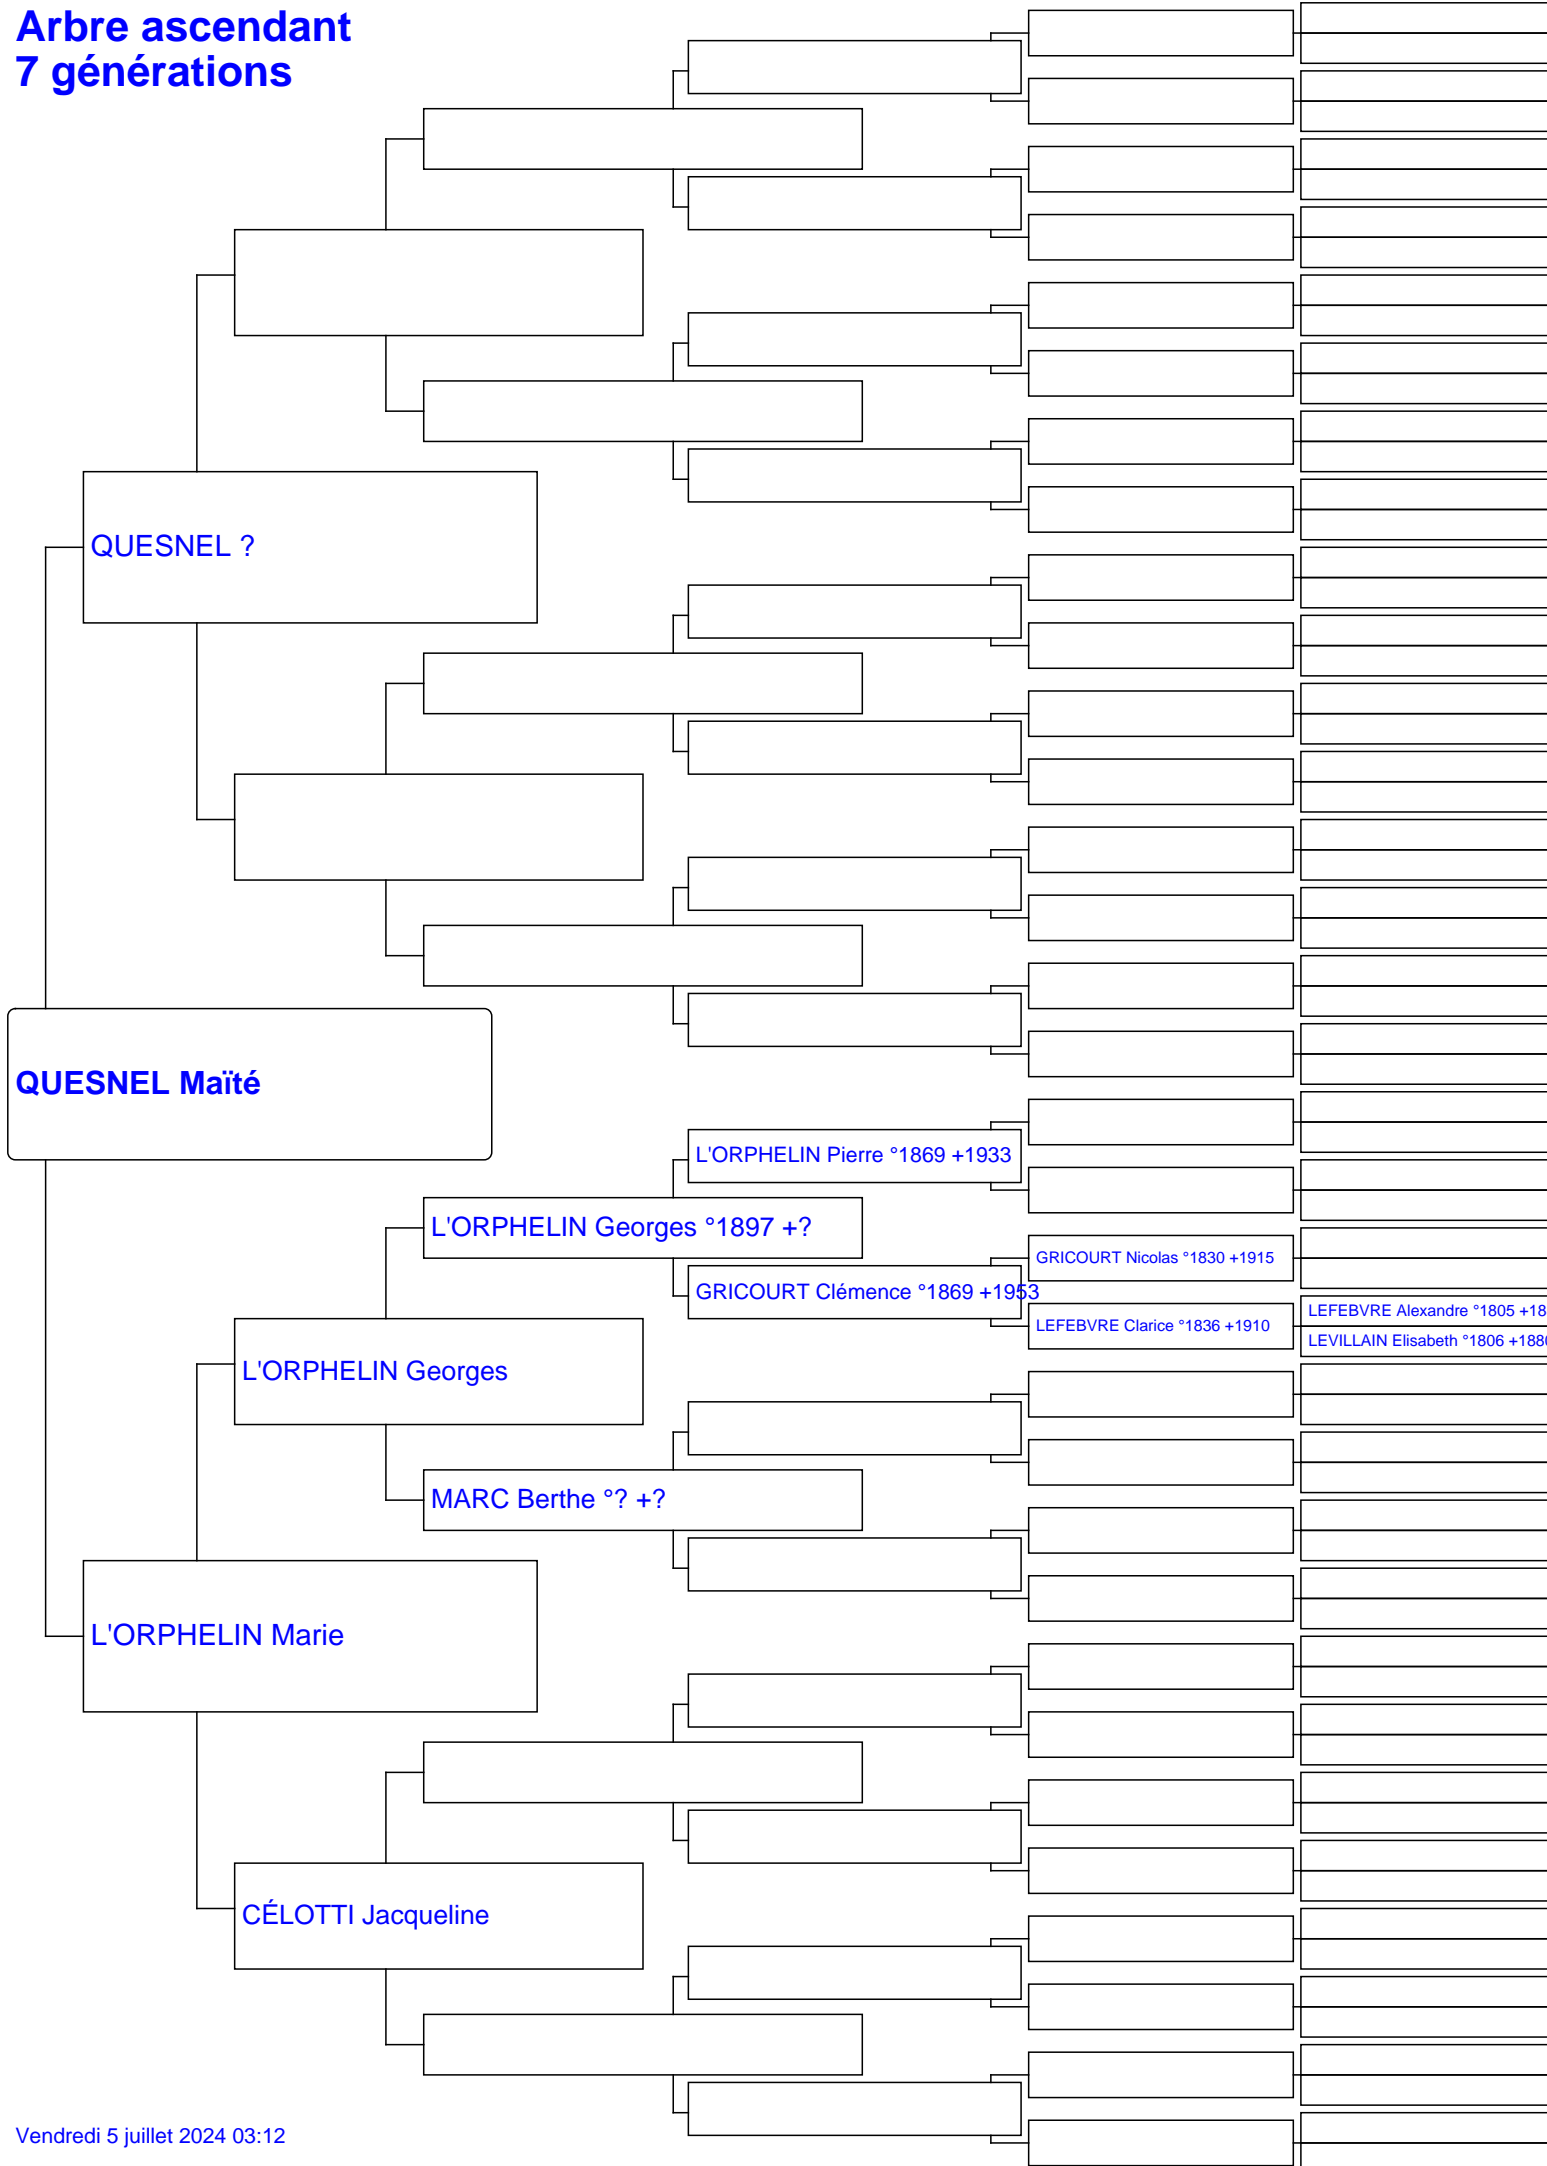 Arbre ascendant
7 générations
QUESNEL ?
QUESNEL Maïté
L'ORPHELIN Pierre °1869 +1933
L'ORPHELIN Georges °1897 +?
GRICOURT Nicolas °1830 +1915
GRICOURT Clémence °1869 +1953
LEFEBVRE Alexandre °1805 +18
LEFEBVRE Clarice °1836 +1910
LEVILLAIN Elisabeth °1806 +188
L'ORPHELIN Georges
MARC Berthe °? +?
L'ORPHELIN Marie
CÉLOTTI Jacqueline
Vendredi 5 juillet 2024 03:12